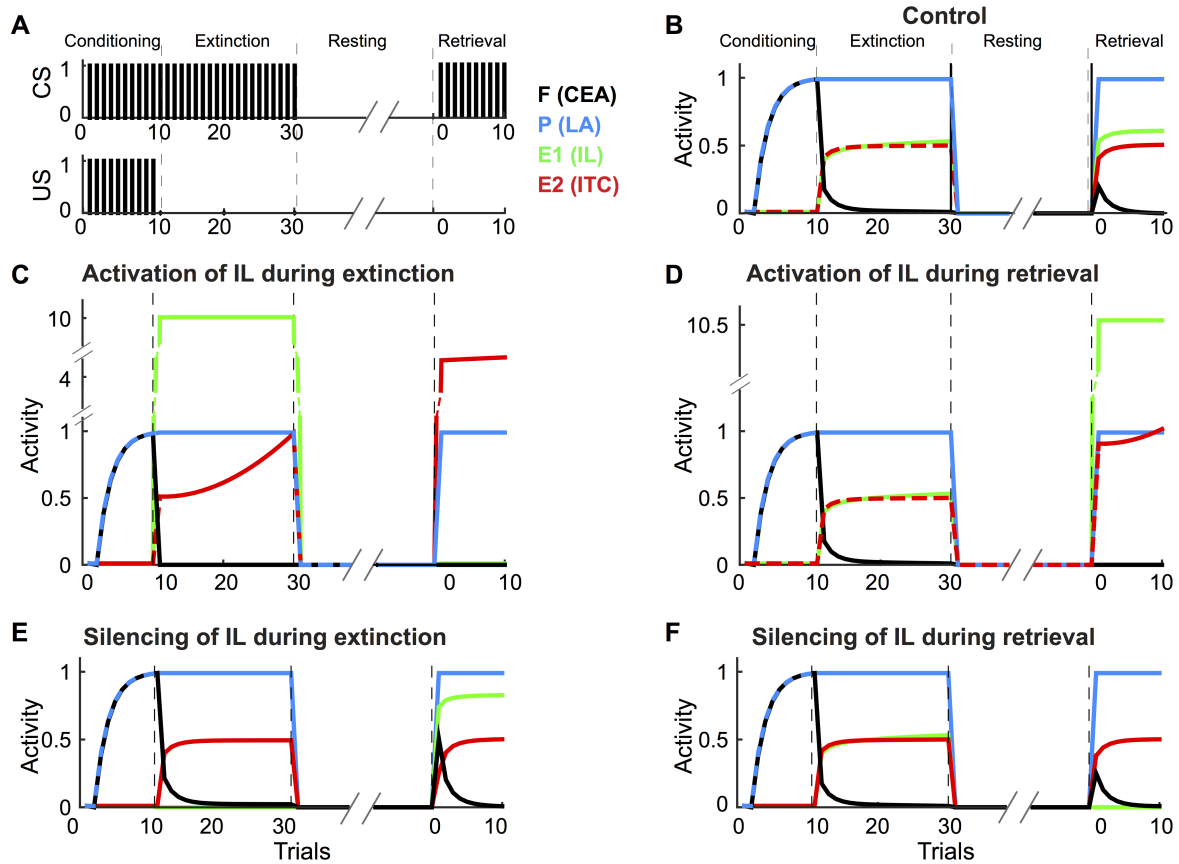 A
Conditioning Extinction Resting Retrieval
CS
1
0
0 10 20 30 0 10
US
1
0
0 10 20 30 0 10
F (CEA)
P (LA)
E1 (IL)
E2 (ITC)
B
Control
Conditioning Extinction Resting Retrieval
Activity
1
0.5
0
0 10 20 30 0 10
C
Activation of IL during extinction
Activity
10
4
1
0.5
0
0 10 20 30 0 10
D
Activation of IL during retrieval
Activity
10.5
1
0.5
0
0 10 20 30 0 10
E
Silencing of IL during extinction
Activity
1
0.5
0
0 10 20 30 0 10
Trials
F
Silencing of IL during retrieval
Activity
1
0.5
0
0 10 20 30 0 10
Trials